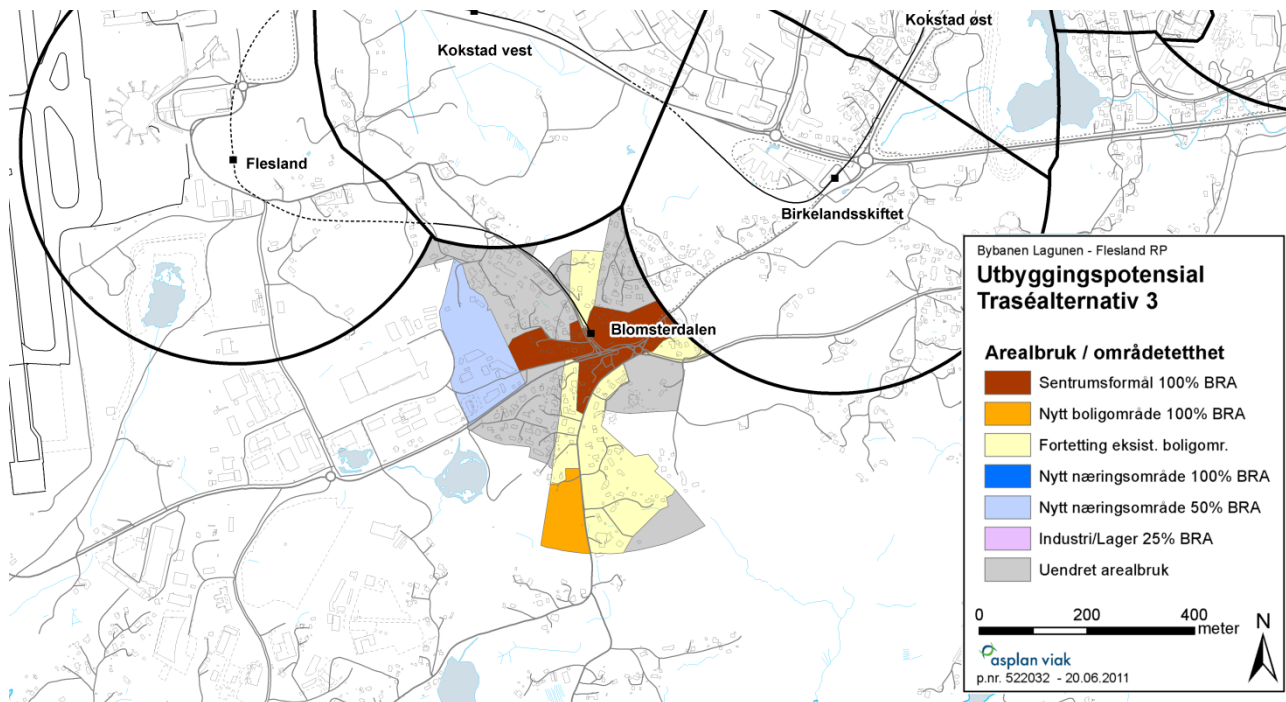 Kokstad øst
Kokstad vest
Flesland
Birkelandsskiftet
Blomsterdalen
Bybanen Lagunen - Flesland RP
Utbyggingspotensial
Traséalternativ 3
Arealbruk / områdetetthet
Sentrumsformål 100% BRA
Nytt boligområde 100% BRA
Fortetting eksist. boligomr.
Nytt næringsområde 100% BRA
Nytt næringsområde 50% BRA
Industri/Lager 25% BRA
Uendret arealbruk
0 200 400
meter
N
asplan viak
p.nr. 522032 - 20.06.2011